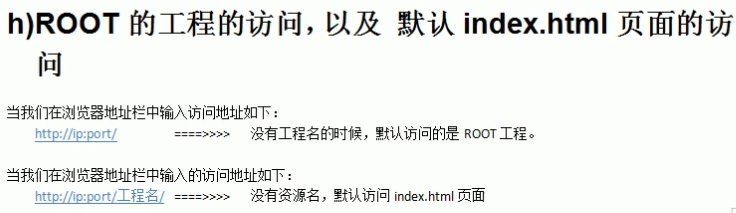 h)ROOT 的工程的访问，以及 默认 index.html 页面的访
问
当我们在浏览器地址栏中输入访问地址如下：
http://ip:port/ ====>>>> 没有工程名的时候，默认访问的是 ROOT 工程。
当我们在浏览器地址栏中输入的访问地址如下：
http://ip:port/工程名/ ====>>>> 没有资源名，默认访问 index.html 页面